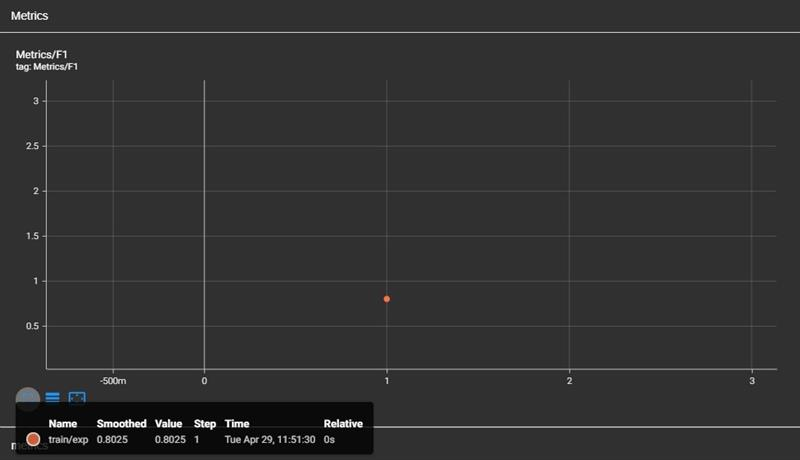 Metrics
Metrics/F1
tag: Metrics/F1
3
2.5
2
1.5
1
0.5
-500m 0 1 2 3
Name Smoothed Value Step Time Relative
train/exp 0.8025 0.8025 1 Tue Apr 29, 11:51:30 0s
metrics